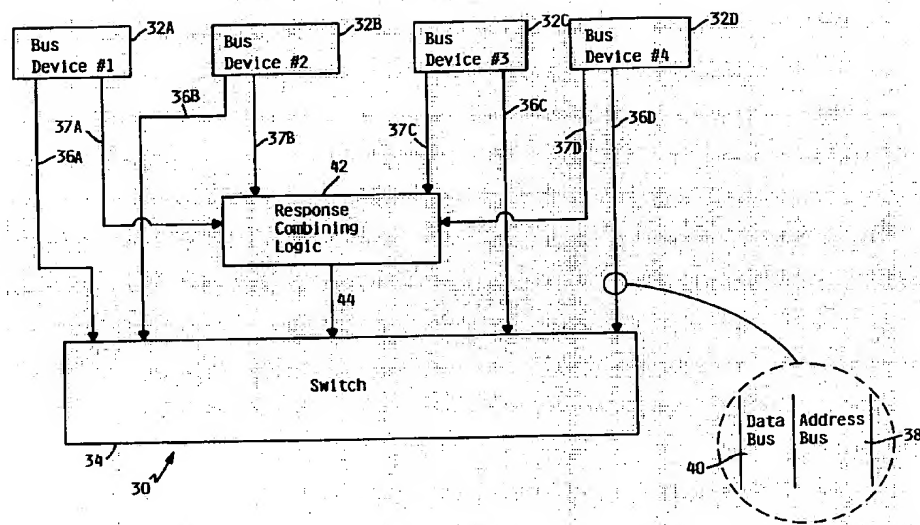 32A
32B
32C
32D
Bus
Device #1
Bus
Device #2
Bus
Device #3
Bus
Device #4
36B
36C
36D
37A
37B
37C
37D
36A
42
Response
Combining
Logic
44
Switch
34
30
Data
Bus
Address
Bus
38
40